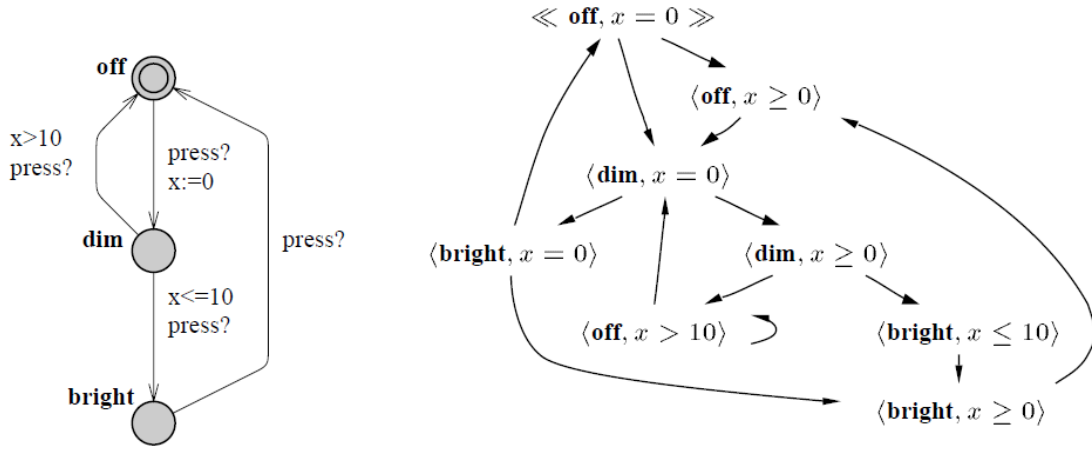 off
x>10
press?
press?
x:=0
press?
dim
x<=10
press?
bright
≪ off, x = 0 ≫
⟨off, x ≥ 0⟩
⟨dim, x = 0⟩
⟨bright, x = 0⟩
⟨dim, x ≥ 0⟩
⟨off, x > 10⟩
⟨bright, x ≤ 10⟩
⟨bright, x ≥ 0⟩